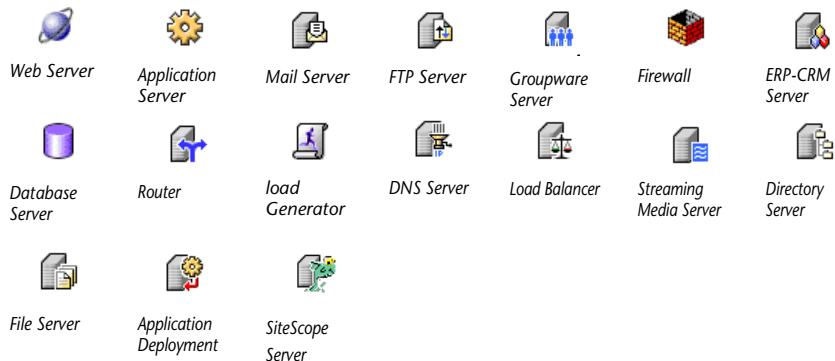 Web Server
Application
Server
Mail Server
FTP Server
Groupware
Server
Firewall
ERP-CRM
Server
IP
Database
Server
Router
load
Generator
DNS Server
Load Balancer
Streaming
Media Server
Directory
Server
File Server
Application
Deployment
SiteScope
Server